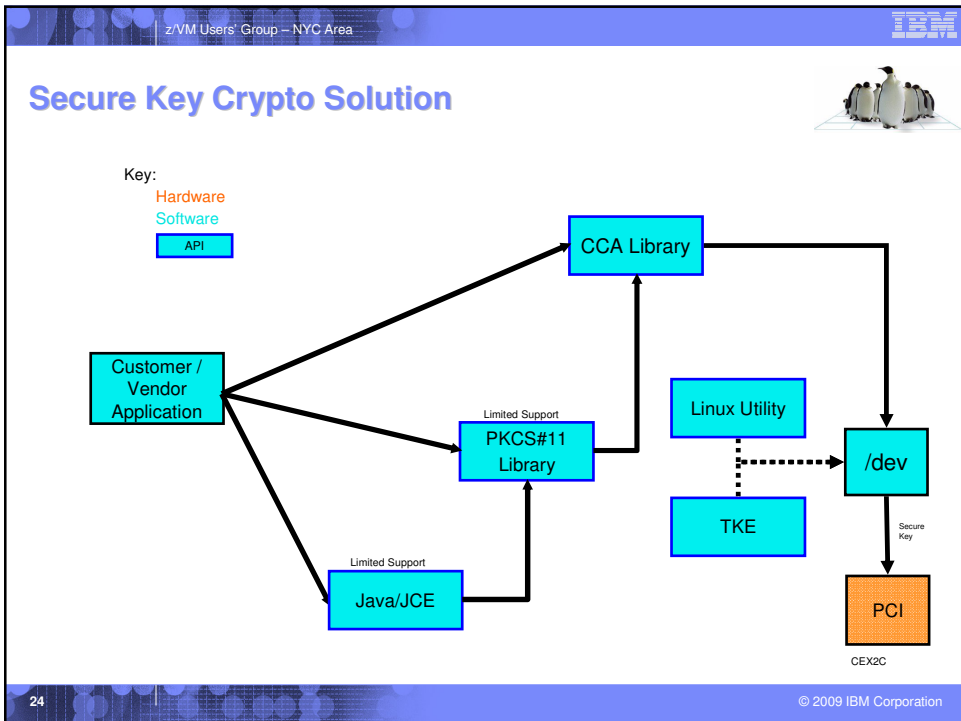 z/VM Users' Group – NYC Area
IBM
Secure Key Crypto Solution
Key:
Hardware
Software
API
CCA Library
Customer /
Vendor
Application
Limited Support
PKCS#11
Library
Linux Utility
/dev
TKE
Secure
Key
Limited Support
Java/JCE
PCI
CEX2C
24
© 2009 IBM Corporation